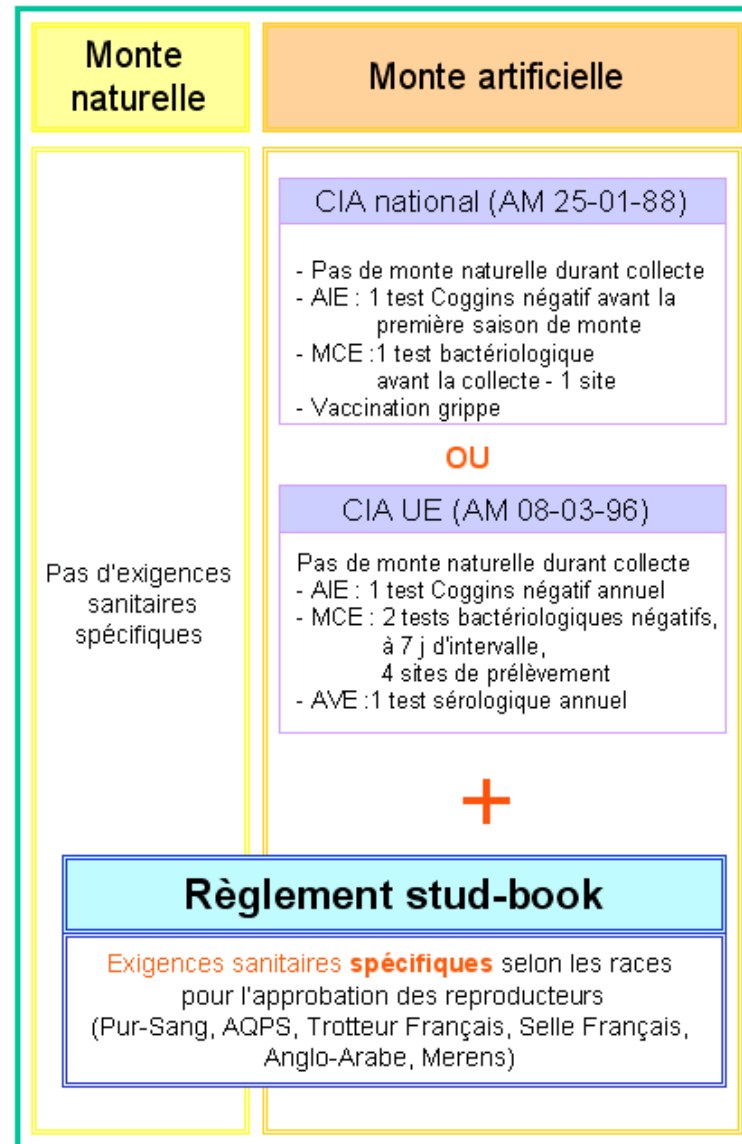 Monte
naturelle
Monte artificielle
Pas d'exigences
sanitaires
spécifiques
CIA national (AM 25-01-88)
- Pas de monte naturelle durant collecte
- AIE : 1 test Coggins négatif avant la
première saison de monte
- MCE :1 test bactériologique
avant la collecte - 1 site
- Vaccination grippe
OU
CIA UE (AM 08-03-96)
Pas de monte naturelle durant collecte
- AIE : 1 test Coggins négatif annuel
- MCE : 2 tests bactériologiques négatifs,
à 7 j d'intervalle,
4 sites de prélèvement
- AVE :1 test sérologique annuel
+
Règlement stud-book
Exigences sanitaires spécifiques selon les races
pour l'approbation des reproducteurs
(Pur-Sang, AQPS, Trotteur Français, Selle Français,
Anglo-Arabe, Merens)